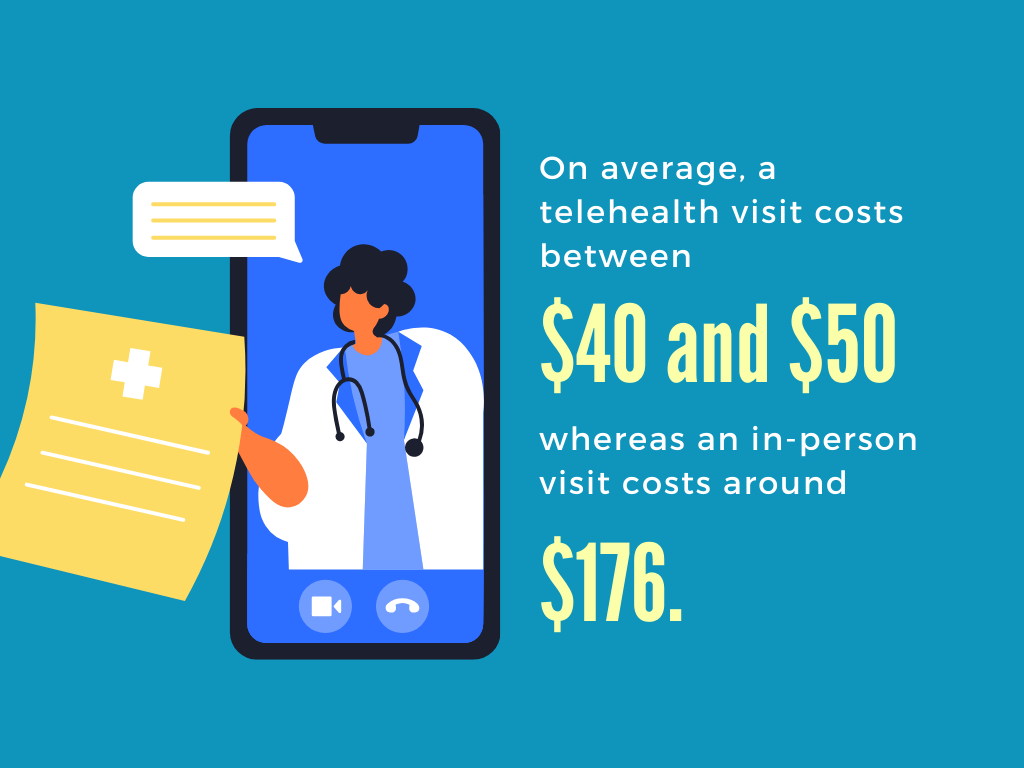 On average, a
telehealth visit costs
between
$40 and $50
whereas an in-person
visit costs around
$176.